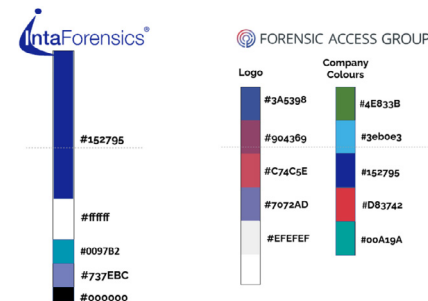 IntaForensics®
FORENSIC ACCESS GROUP
Logo
Company
Colours
#3A5398
#4E833B
#152795
#904369
#3eb0e3
#C74C5E
#152795
#7072AD
#D83742
#ffffff
#EFEFEF
#00A19A
#0097B2
#737EBC
#000000